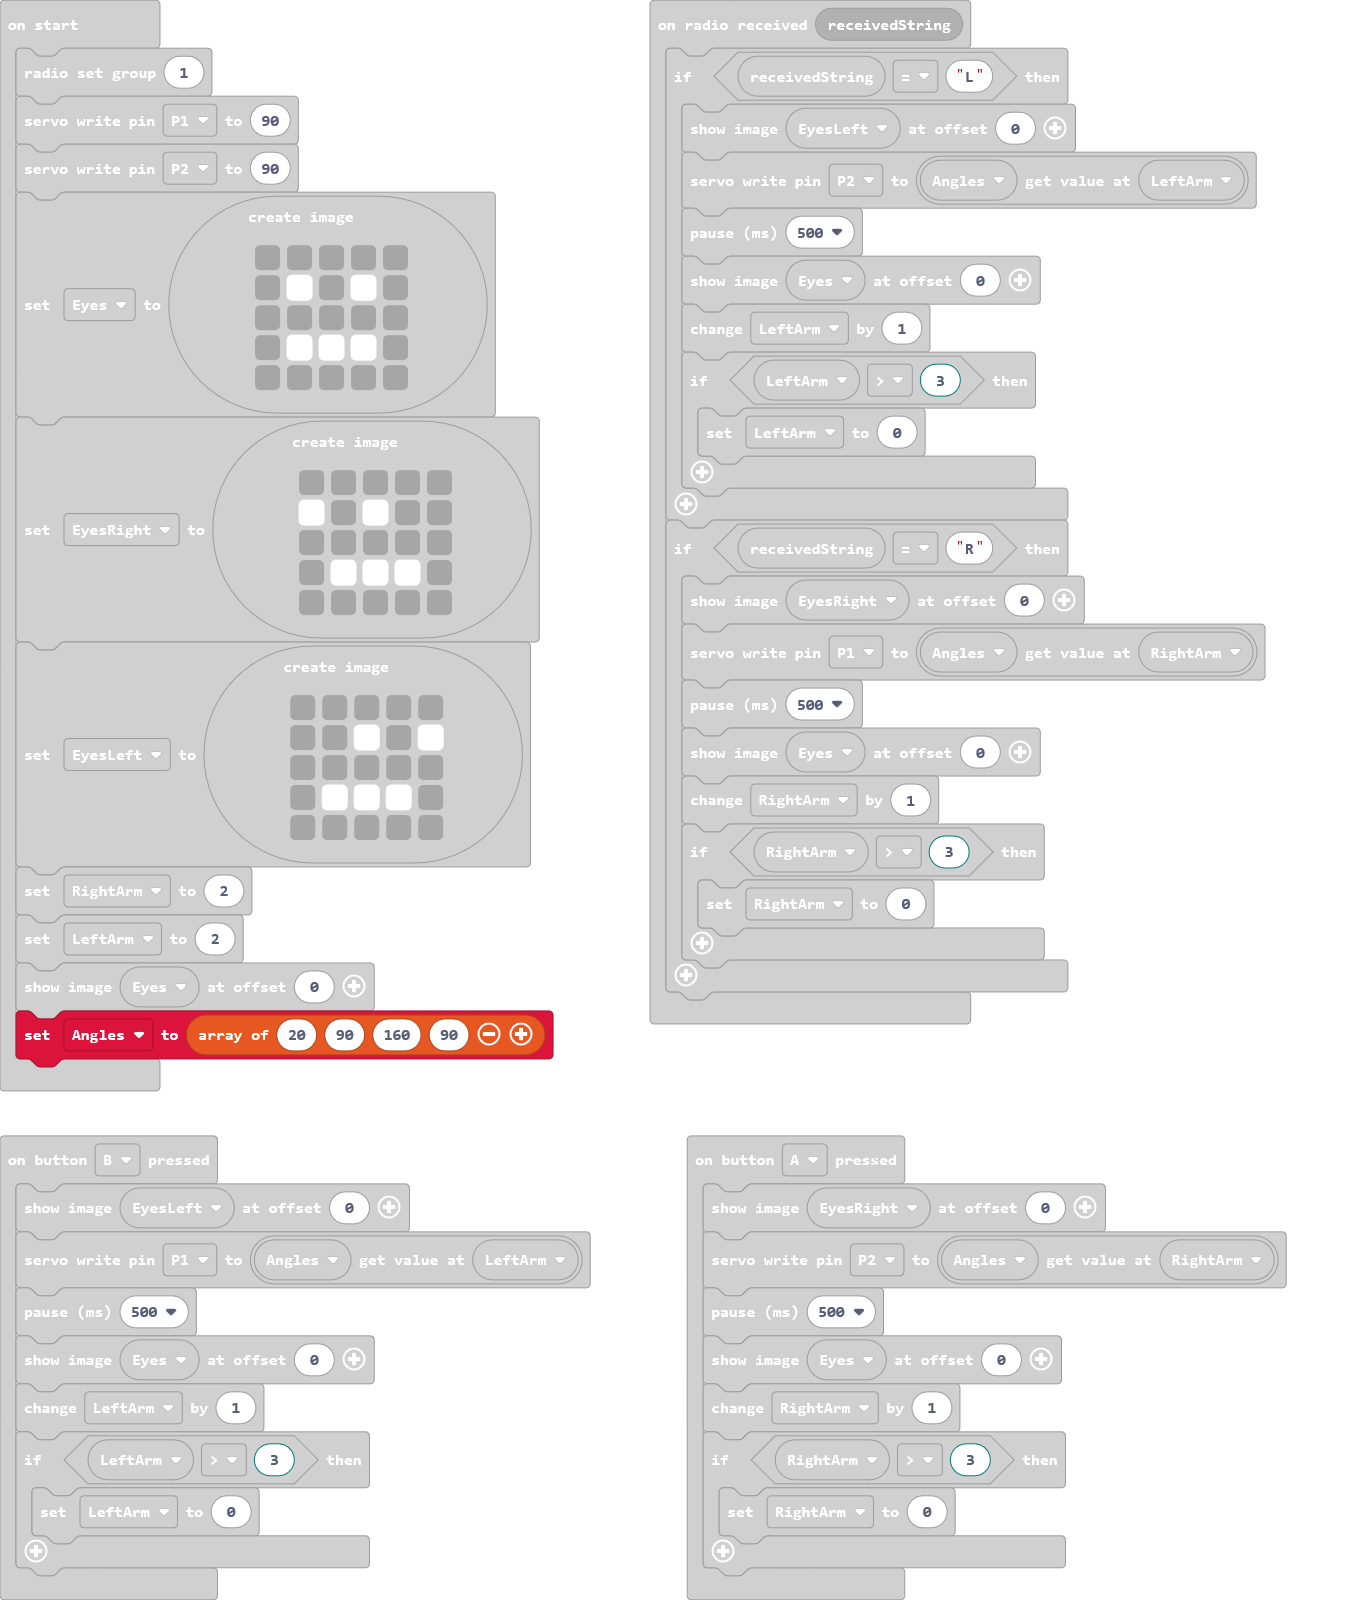 on start
radio set group 1
servo write pin P1 to 90
servo write pin P2 to 90
set Eyes to create image
set EyesRight to create image
set EyesLeft to create image
set RightArm to 2
set LeftArm to 2
show image Eyes at offset 0
set Angles to array of 20 90 160 90
on radio received receivedString
if receivedString = "L" then
show image EyesLeft at offset 0
servo write pin P2 to Angles get value at LeftArm
pause (ms) 500
show image Eyes at offset 0
change LeftArm by 1
if LeftArm > 3 then
set LeftArm to 0
if receivedString = "R" then
show image EyesRight at offset 0
servo write pin P1 to Angles get value at RightArm
pause (ms) 500
show image Eyes at offset 0
change RightArm by 1
if RightArm > 3 then
set RightArm to 0
on button B pressed
show image EyesLeft at offset 0
servo write pin P1 to Angles get value at LeftArm
pause (ms) 500
show image Eyes at offset 0
change LeftArm by 1
if LeftArm > 3 then
set LeftArm to 0
on button A pressed
show image EyesRight at offset 0
servo write pin P2 to Angles get value at RightArm
pause (ms) 500
show image Eyes at offset 0
change RightArm by 1
if RightArm > 3 then
set RightArm to 0